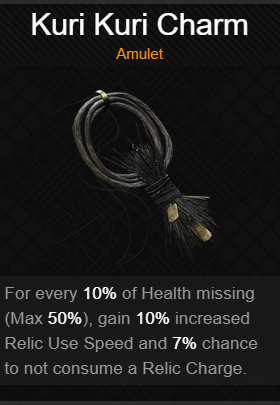 Kuri Kuri Charm
Amulet
For every 10% of Health missing
(Max 50%), gain 10% increased
Relic Use Speed and 7% chance
to not consume a Relic Charge.